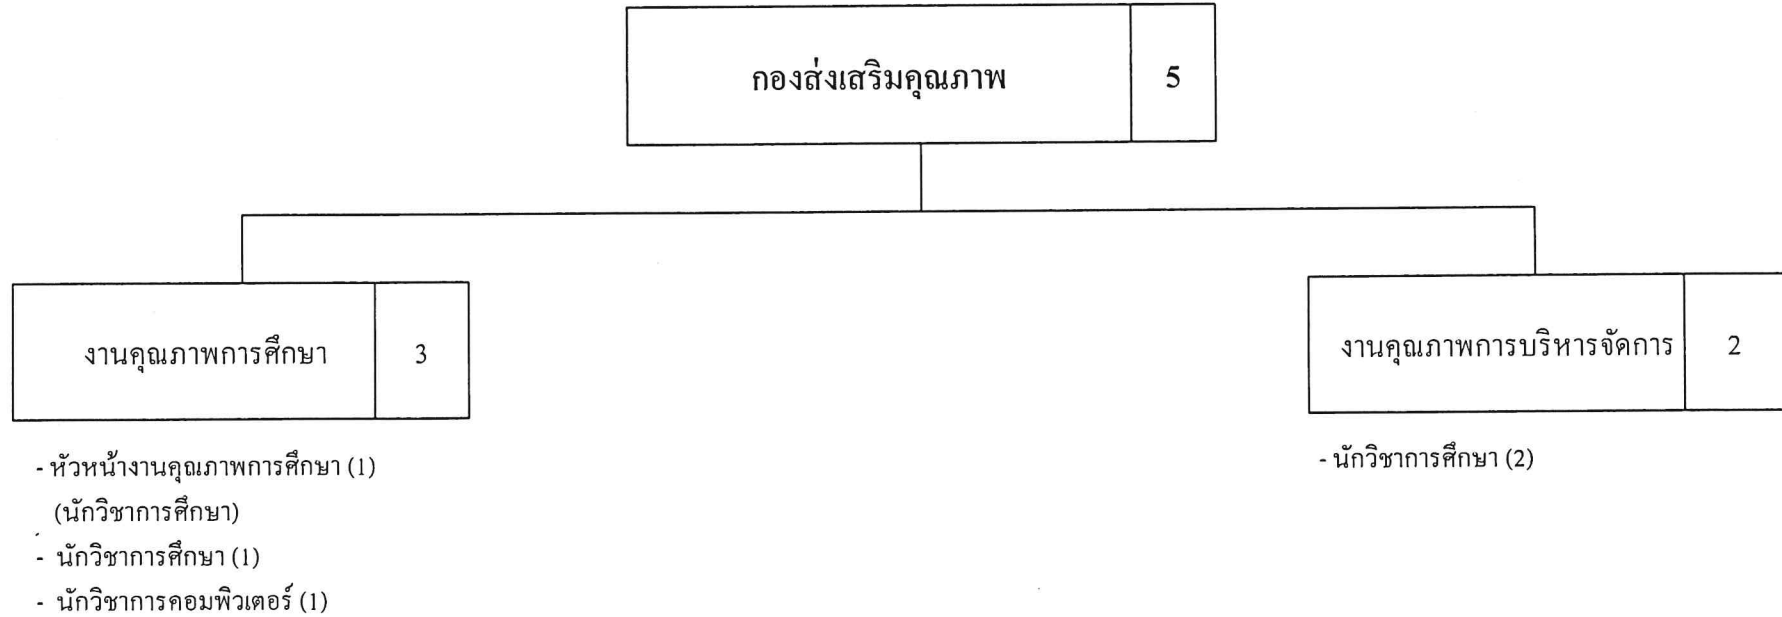 กองส่งเสริมคุณภาพ 5
งานคุณภาพการศึกษา 3
- หัวหน้างานคุณภาพการศึกษา (1)
(นักวิชาการศึกษา)
- นักวิชาการศึกษา (1)
- นักวิชาการคอมพิวเตอร์ (1)
งานคุณภาพการบริหารจัดการ 2
- นักวิชาการศึกษา (2)